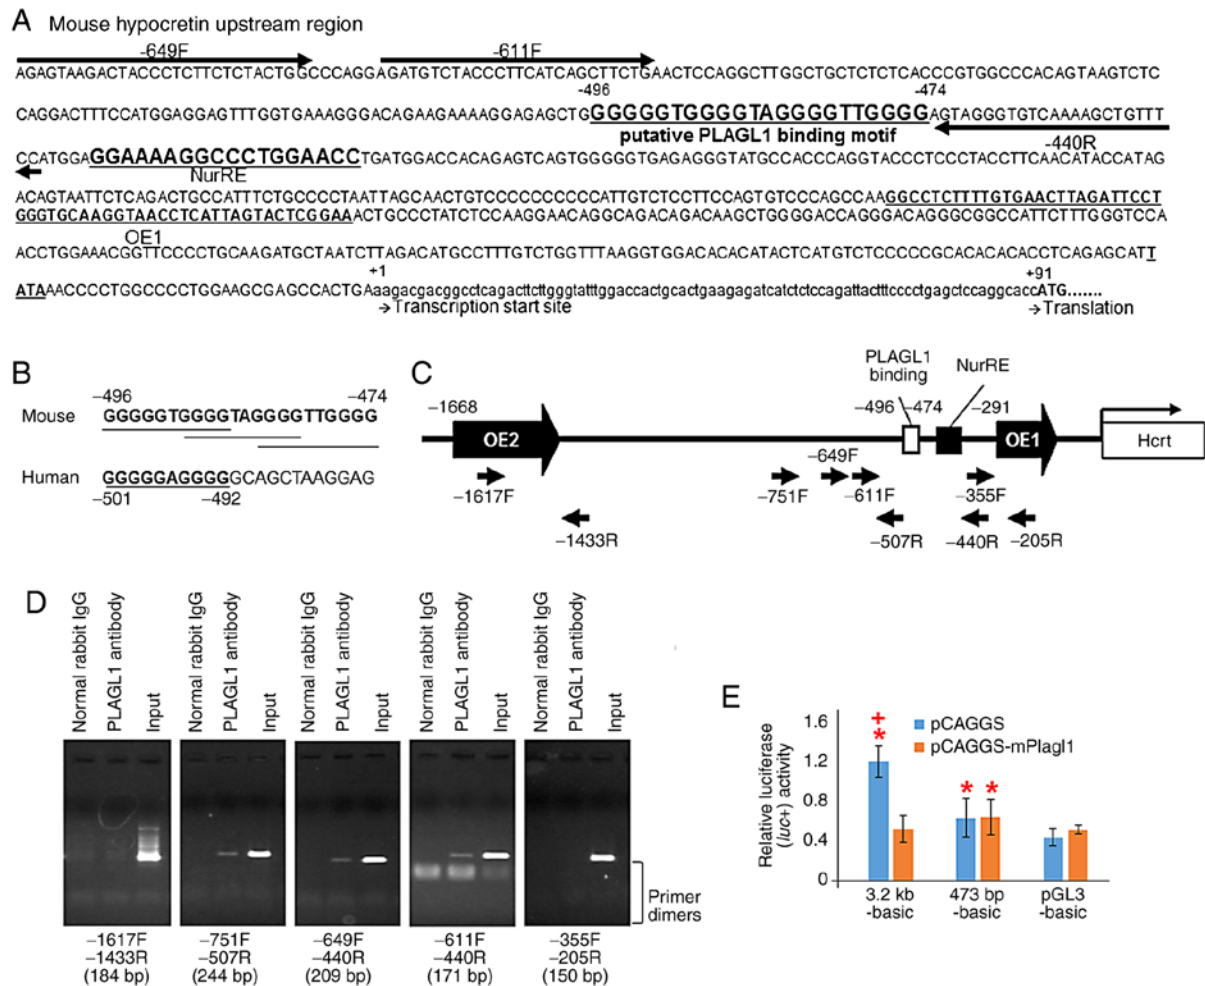 A Mouse hypocretin upstream region
-649F -611F
AGAGTAAGACTACCCTCTTCTCTACTGGCCCAGGAGATGTCTACCCTTCATCAGCTTCTGAACTCCAGGCTTGGCTGCTCTCTCACCCGTGGCCCACAGTAAGTCTC
-496 -474
CAGGACTTTCCATGGAGGAGTTTGGTGAAAGGGACAGAAGAAAAGGAGAGCTGGGGGGTGGGGTAGGGGTTGGGGAGTAGGGTGTCAAAAGCTGTTT
putative PLAGL1 binding motif
-440R
CCATGGAGGAAAAGGCCCTGGAACCTGATGGACCACAGAGTCAGTGGGGGTGAGAGGGTATGCCACCCAGGTACCCTCCCTACCTTCAACATACCATAG
NurRE
ACAGTAATTCTCAGACTGCCATTTCTGCCCCTAATTAGCAACTGTCCCCCCCCCCCATTGTCTCCTTCCAGTGTCCCAGCCAAGGCCTCTTTTGTGAACTTAGATTCCT
GGGTGCAAGGTAACCTCATTAGTACTCGGAAACTGCCCTATCTCCAAGGAACAGGCAGACAGACAAGCTGGGGACCAGGGACAGGGCGGCCATTCTTTGGGTCCA
OE1
ACCTGGAAACGGTTCCCCTGCAAGATGCTAATCTTAGACATGCCTTTGTCTGGTTTAAGGTGGACACACATACTCATGTCTCCCCCGCACACACACCTCAGAGCATT
+1 +91
ATAAACCCCTGGCCCCTGGAAGCGAGCCACTGAaagacgacggcctcagacttcttgggtatttggaccactgcactgaagagatcatctctccagattactttcccctgagctccaggcaccATG.......
→Transcription start site →Translation
B
−496 −474
Mouse GGGGGTGGGGTAGGGGTTGGGG
Human GGGGGAGGGGGCAGCTAAGGAG
−501 −492
C
PLAGL1
binding
NurRE
−1668 −496 −474 −291
OE2 OE1 Hcrt
−649F
−1617F −751F −611F −355F
−1433R −507R −440R −205R
D
Normal rabbit IgG
PLAGL1 antibody
Input
Normal rabbit IgG
PLAGL1 antibody
Input
Normal rabbit IgG
PLAGL1 antibody
Input
Normal rabbit IgG
PLAGL1 antibody
Input
Normal rabbit IgG
PLAGL1 antibody
Input
Primer
dimers
−1617F
−1433R
(184 bp)
−751F
−507R
(244 bp)
−649F
−440R
(209 bp)
−611F
−440R
(171 bp)
−355F
−205R
(150 bp)
E
Relative luciferase
(luc+) activity
1.6
1.2
0.8
0.4
0
pCAGGS
pCAGGS-mPlagl1
+
*
* *
3.2 kb
-basic
473 bp
-basic
pGL3
-basic